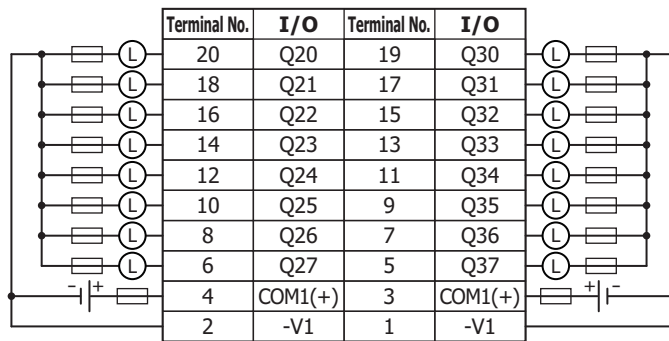 Terminal No. I/O Terminal No. I/O
L 20 Q20 19 Q30 L
L 18 Q21 17 Q31 L
L 16 Q22 15 Q32 L
L 14 Q23 13 Q33 L
L 12 Q24 11 Q34 L
L 10 Q25 9 Q35 L
L 8 Q26 7 Q36 L
L 6 Q27 5 Q37 L
- + 4 COM1(+) 3 COM1(+) + -
2 -V1 1 -V1